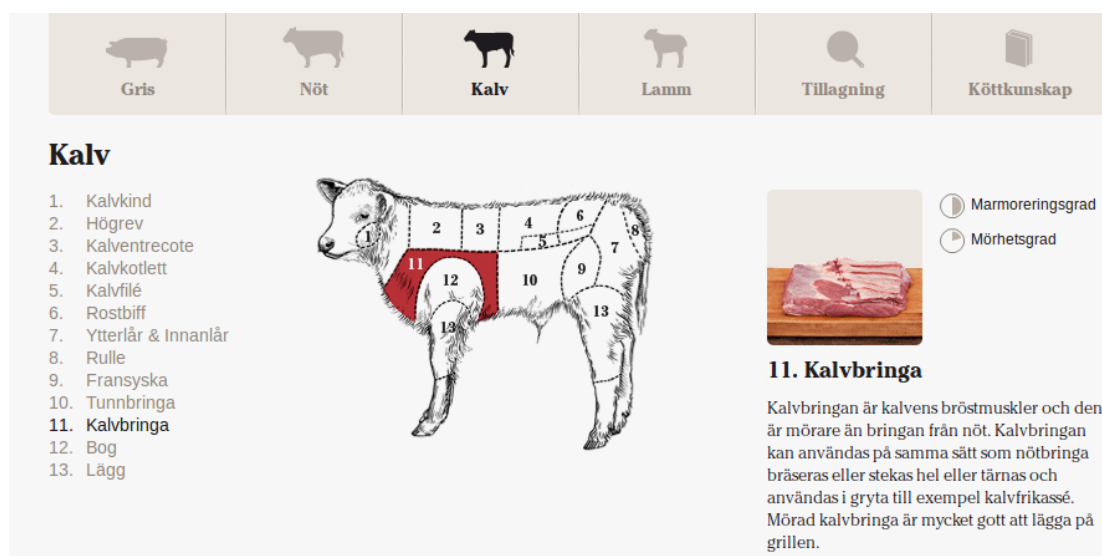 Gris
Nöt
Kalv
Lamm
Tillagning
Köttkunskap
Kalv
1. Kalvkind
2. Högrev
3. Kalventrecote
4. Kalvkotlett
5. Kalvfilé
6. Rostbiff
7. Ytterlår & Innanlår
8. Rulle
9. Fransyska
10. Tunnbringa
11. Kalvbringa
12. Bog
13. Lägg
1
2
3
4
5
6
7
8
9
10
11
12
13
13
Marmoreringsgrad
Mörhetsgrad
11. Kalvbringa
Kalvbringan är kalvens bröstmuskler och den
är mörare än bringan från nöt. Kalvbringan
kan användas på samma sätt som nötbringa
bräseras eller stekas hel eller tärnas och
användas i gryta till exempel kalvfrikassé.
Mörad kalvbringa är mycket gott att lägga på
grillen.